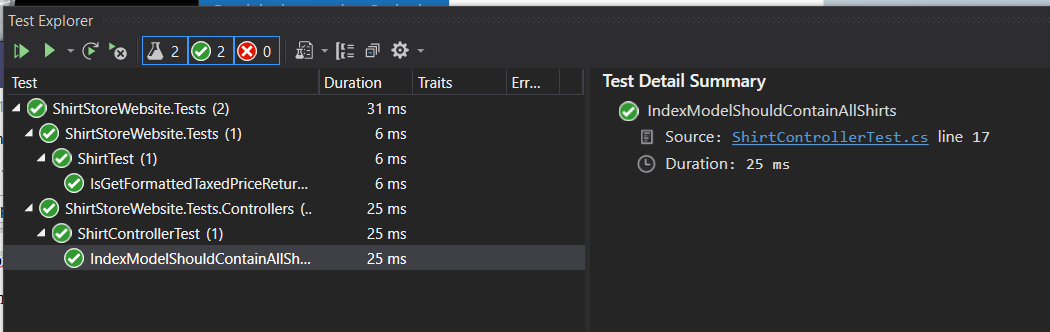 Test Explorer
2 2 0
Test Duration Traits Err...
ShirtStoreWebsite.Tests (2) 31 ms
ShirtStoreWebsite.Tests (1) 6 ms
ShirtTest (1) 6 ms
IsGetFormattedTaxedPriceRetur... 6 ms
ShirtStoreWebsite.Tests.Controllers (.. 25 ms
ShirtControllerTest (1) 25 ms
IndexModelShouldContainAllSh... 25 ms
Test Detail Summary
IndexModelShouldContainAllShirts
Source: ShirtControllerTest.cs line 17
Duration: 25 ms